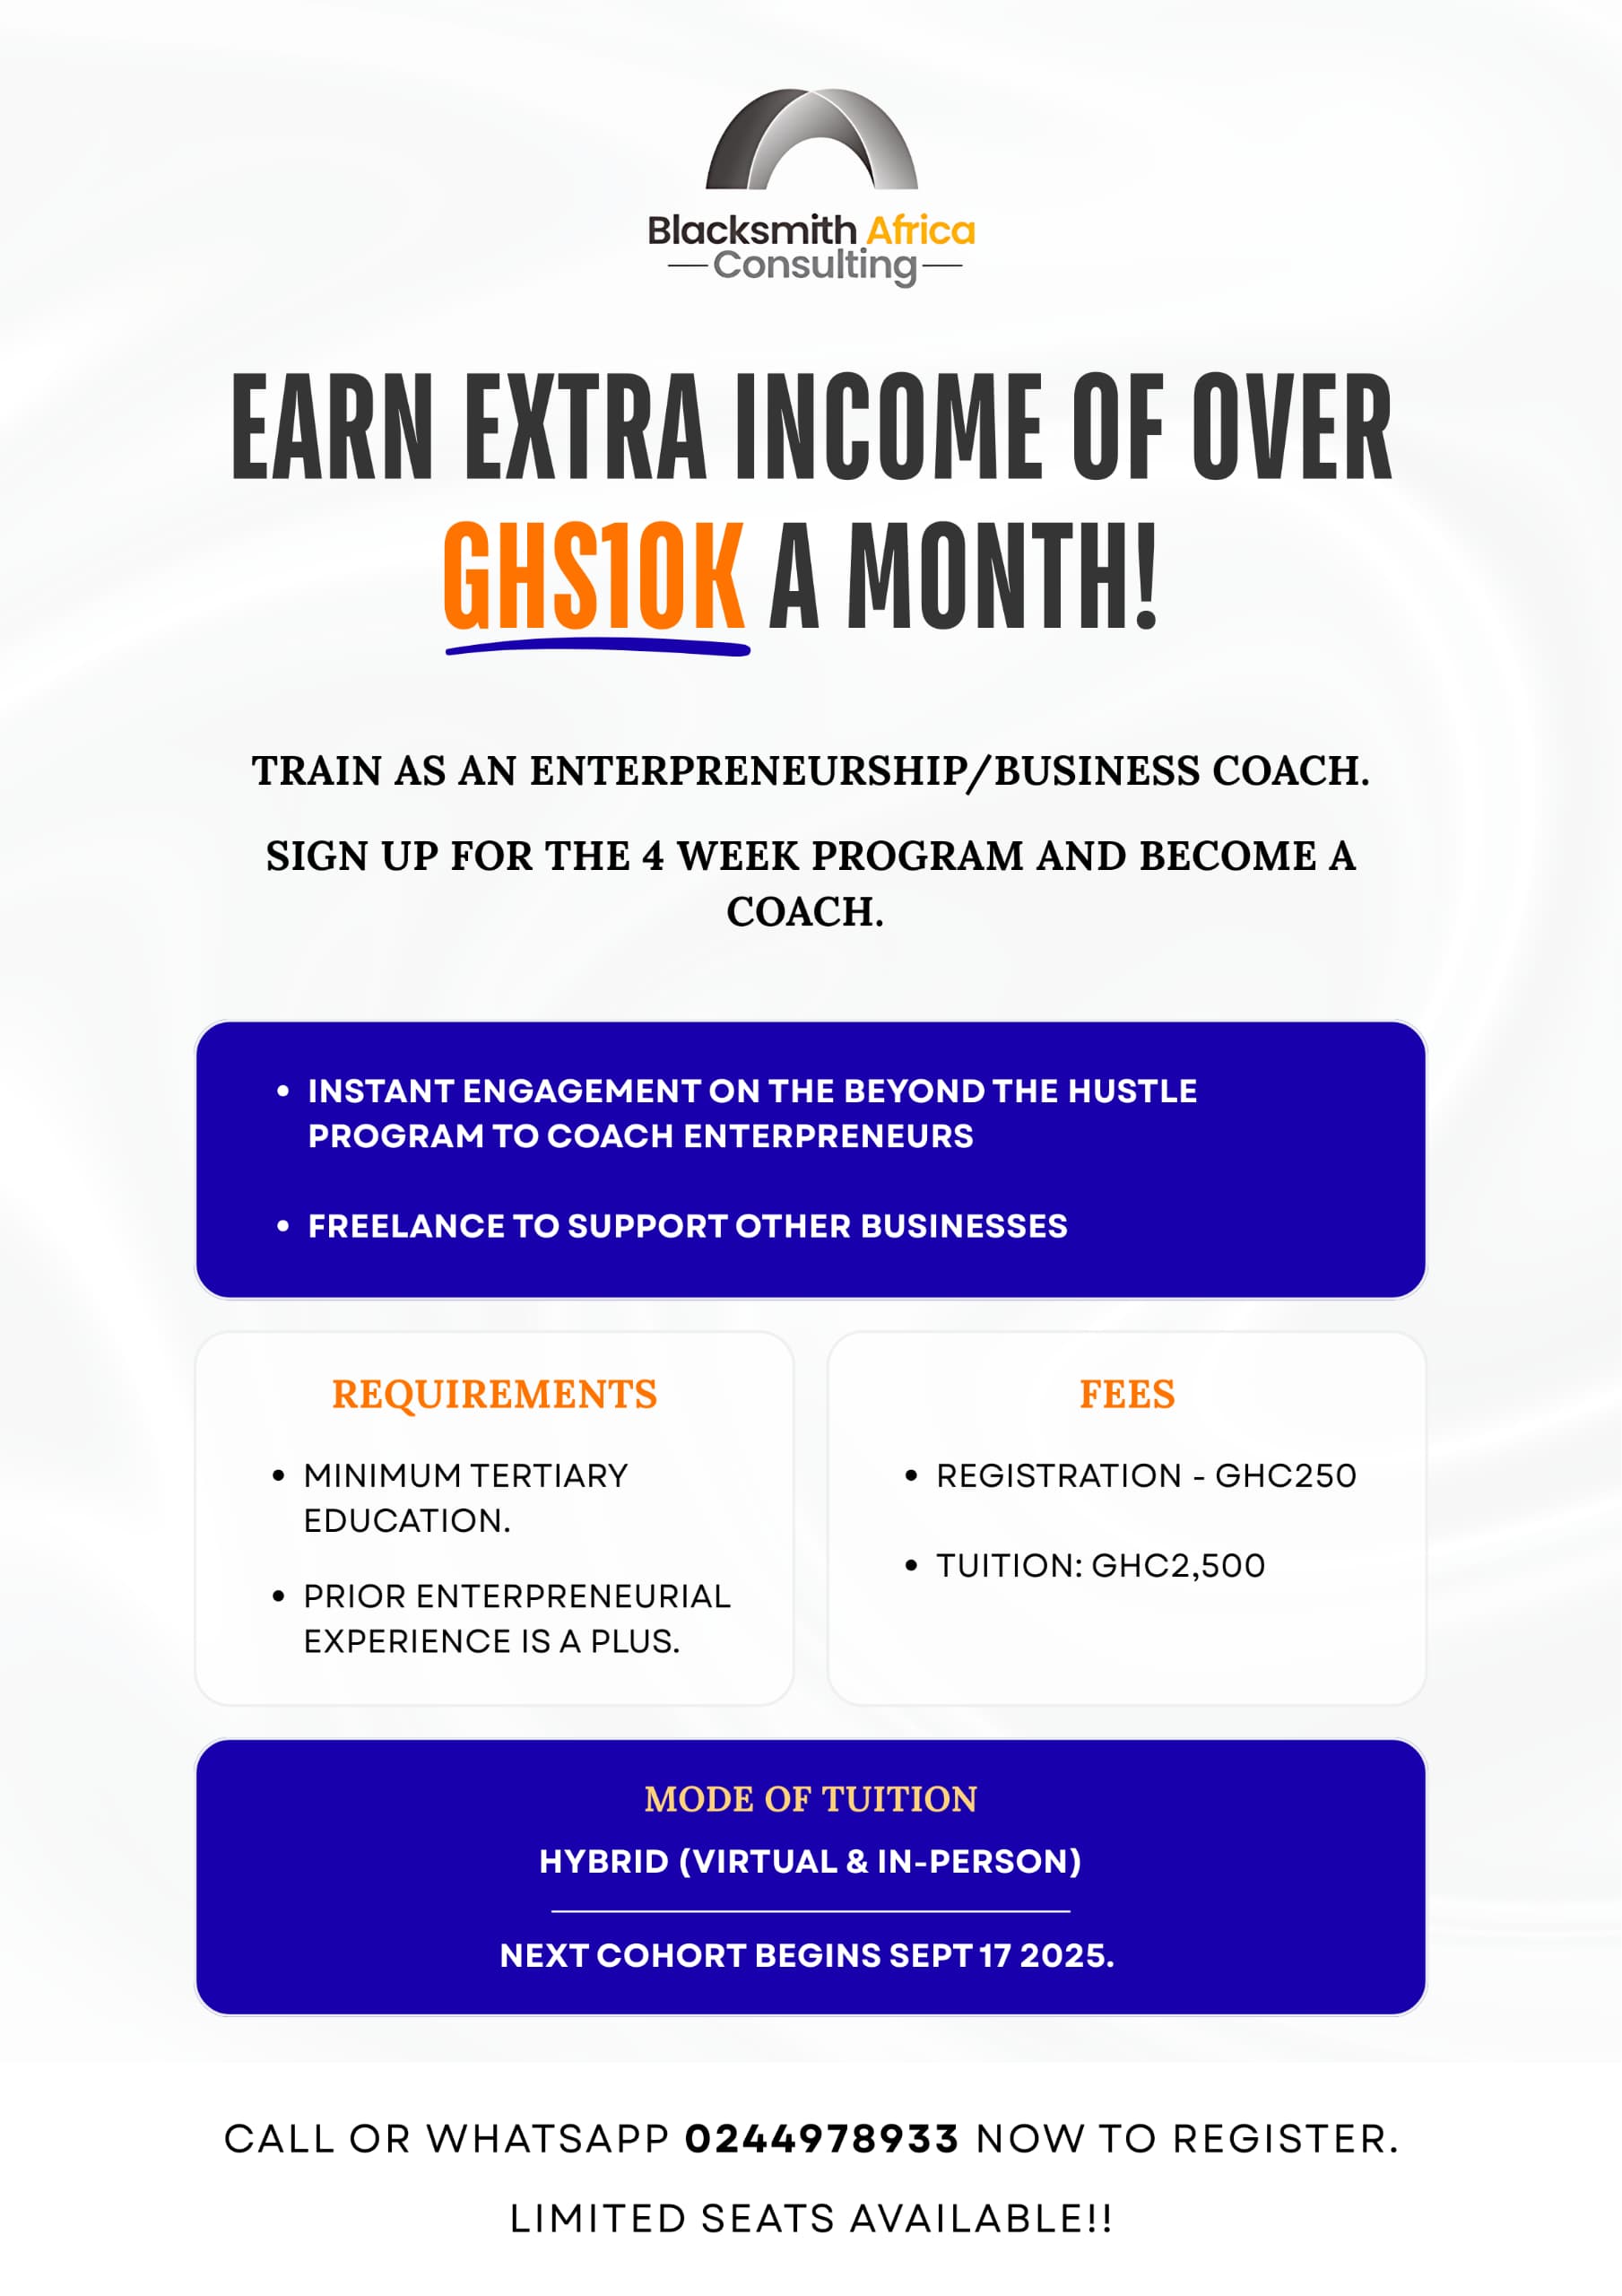 Blacksmith Africa
Consulting
EARN EXTRA INCOME OF OVER
GHS10K A MONTH!
TRAIN AS AN ENTERPRENEURSHIP/BUSINESS COACH.
SIGN UP FOR THE 4 WEEK PROGRAM AND BECOME A
COACH.
• INSTANT ENGAGEMENT ON THE BEYOND THE HUSTLE
PROGRAM TO COACH ENTERPRENEURS
• FREELANCE TO SUPPORT OTHER BUSINESSES
REQUIREMENTS
• MINIMUM TERTIARY
EDUCATION.
• PRIOR ENTERPRENEURIAL
EXPERIENCE IS A PLUS.
FEES
• REGISTRATION - GHC250
• TUITION: GHC2,500
MODE OF TUITION
HYBRID (VIRTUAL & IN-PERSON)
NEXT COHORT BEGINS SEPT 17 2025.
CALL OR WHATSAPP 0244978933 NOW TO REGISTER.
LIMITED SEATS AVAILABLE!!